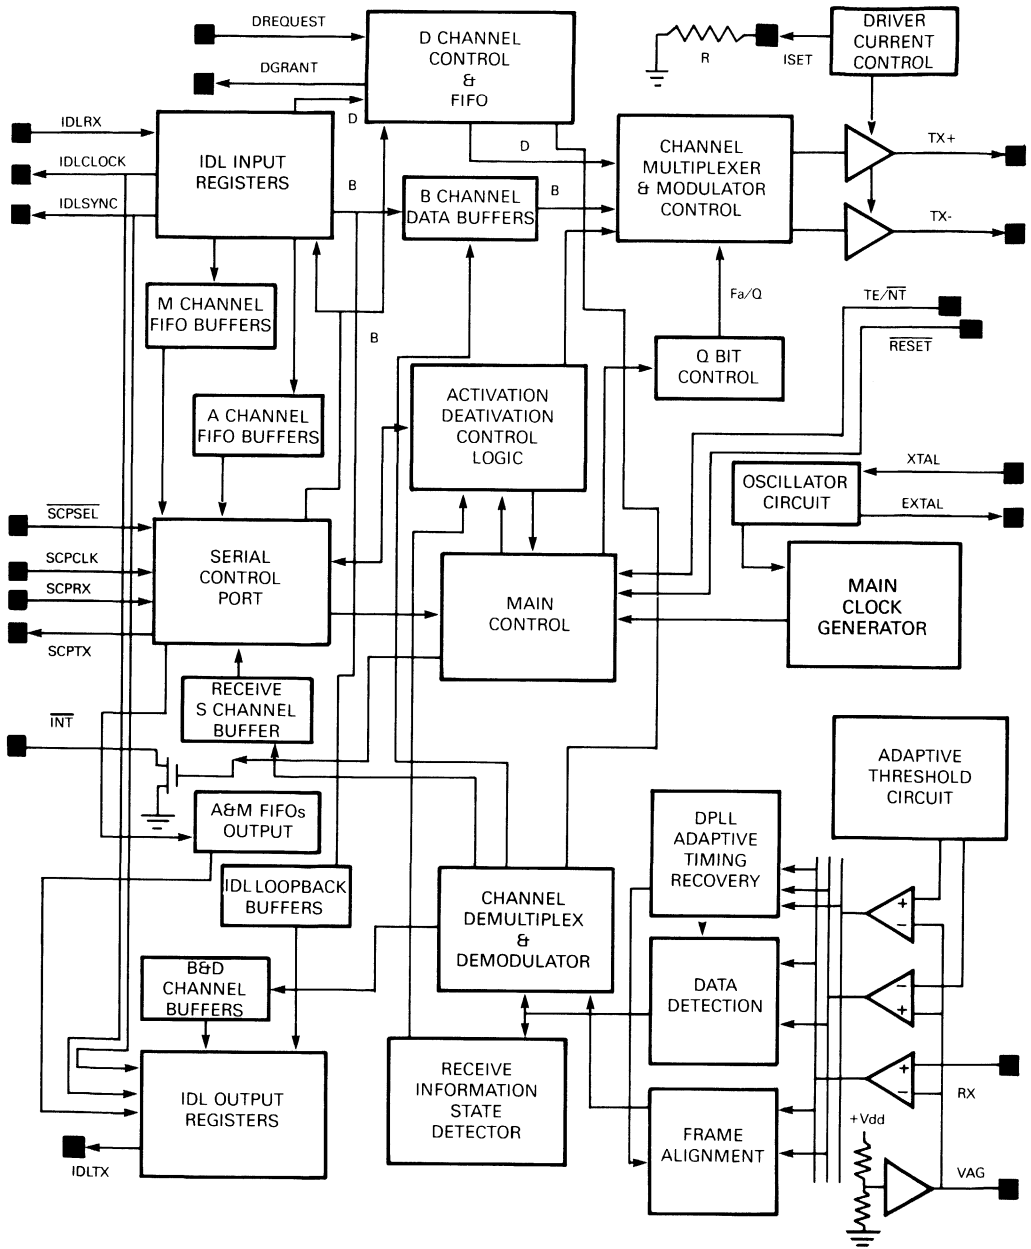 DREQUEST
DGRANT
D CHANNEL
CONTROL
&
FIFO
R
ISET
DRIVER
CURRENT
CONTROL
IDLRX
IDLCLOCK
IDLSYNC
IDL INPUT
REGISTERS
D
B
D
B CHANNEL
DATA BUFFERS
B
CHANNEL
MULTIPLEXER
& MODULATOR
CONTROL
TX+
TX-
M CHANNEL
FIFO BUFFERS
B
Fa/Q
TE/N̅T̅
R̅E̅S̅E̅T̅
Q BIT
CONTROL
A CHANNEL
FIFO BUFFERS
ACTIVATION
DEATIVATION
CONTROL
LOGIC
XTAL
EXTAL
OSCILLATOR
CIRCUIT
S̅C̅P̅S̅E̅L̅
SCPCLK
SCPRX
SCPTX
SERIAL
CONTROL
PORT
MAIN
CONTROL
MAIN
CLOCK
GENERATOR
I̅N̅T̅
RECEIVE
S CHANNEL
BUFFER
ADAPTIVE
THRESHOLD
CIRCUIT
A&M FIFOs
OUTPUT
DPLL
ADAPTIVE
TIMING
RECOVERY
IDL LOOPBACK
BUFFERS
CHANNEL
DEMULTIPLEX
&
DEMODULATOR
+
-
B&D
CHANNEL
BUFFERS
DATA
DETECTION
-
+
IDL OUTPUT
REGISTERS
RECEIVE
INFORMATION
STATE
DETECTOR
FRAME
ALIGNMENT
+
-
RX
+Vdd
IDLTX
VAG